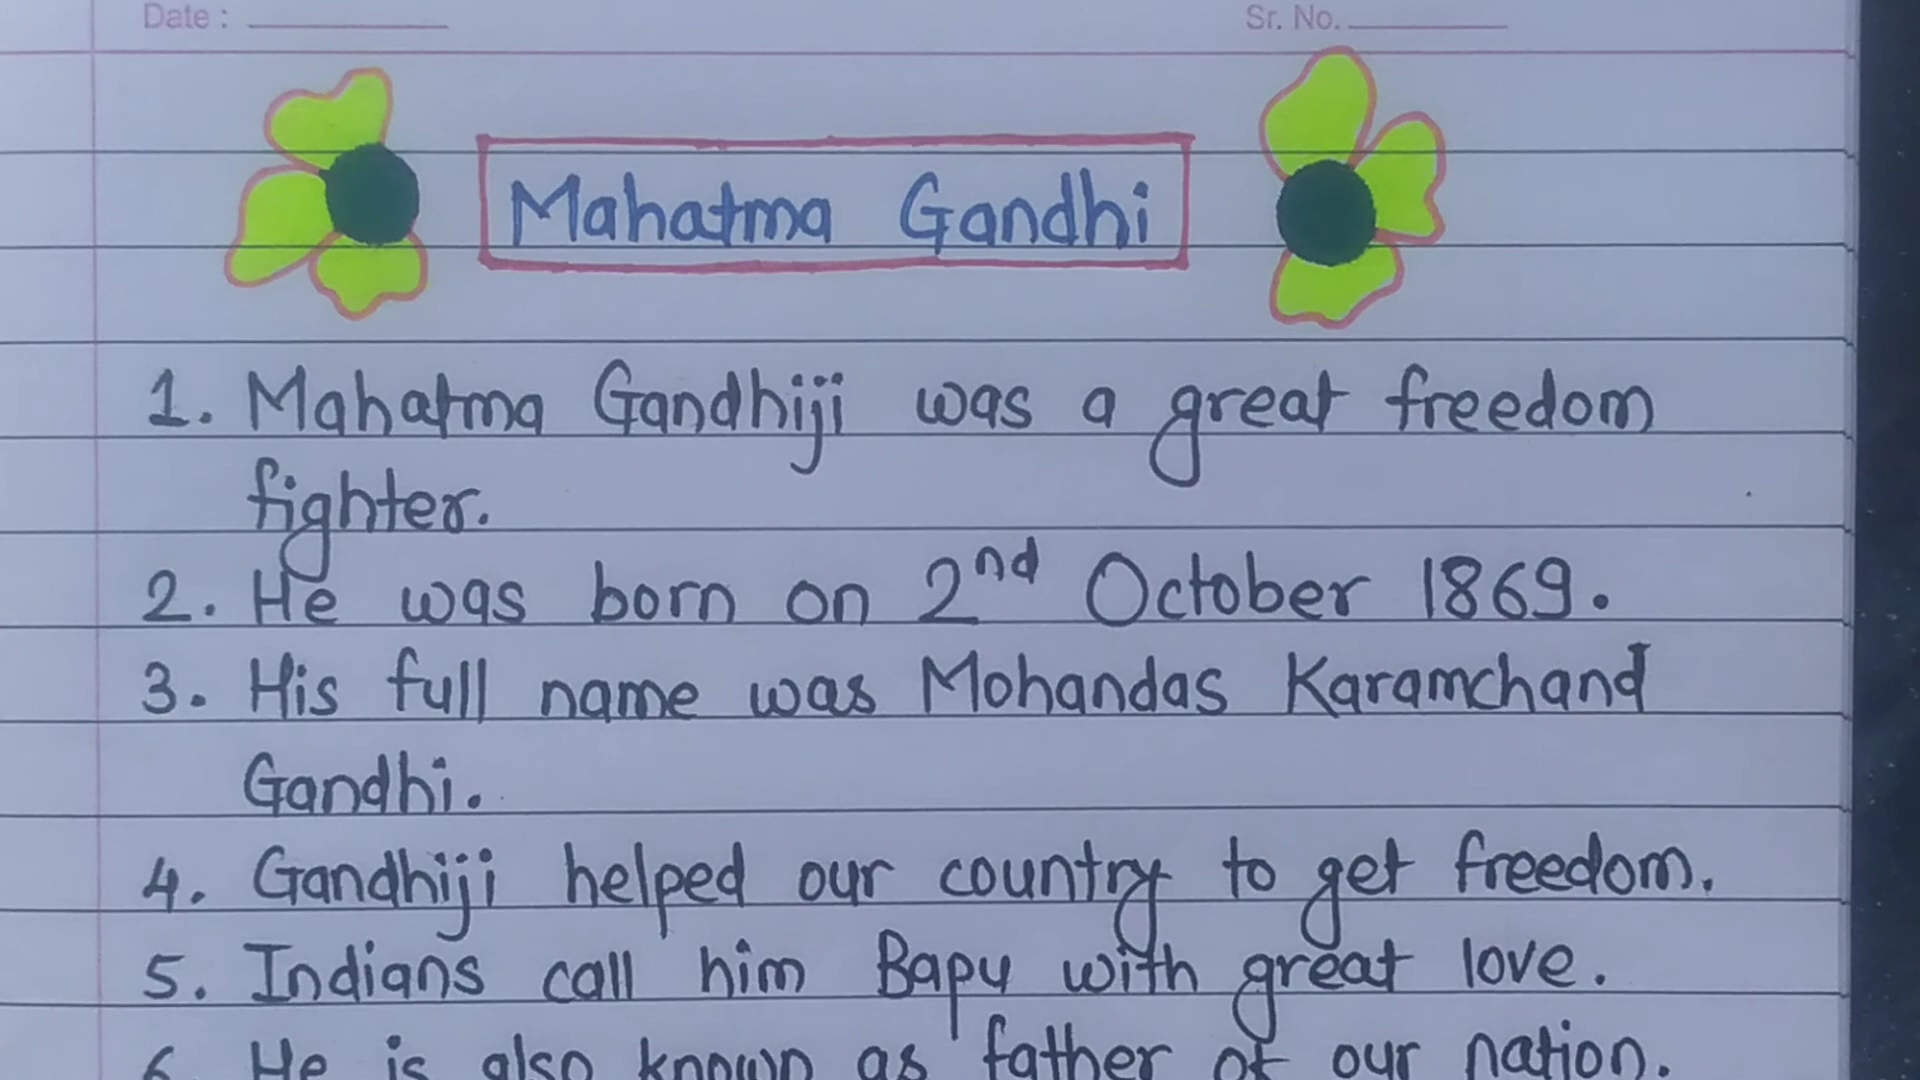 Date : Sr. No.
Mahatma Gandhi
1. Mahatma Gandhiji was a great freedom
fighter.
2. He was born on 2nd October 1869.
3. His full name was Mohandas Karamchand
Gandhi.
4. Gandhiji helped our country to get freedom.
5. Indians call him Bapu with great love.
6. He is also known as father of our nation.